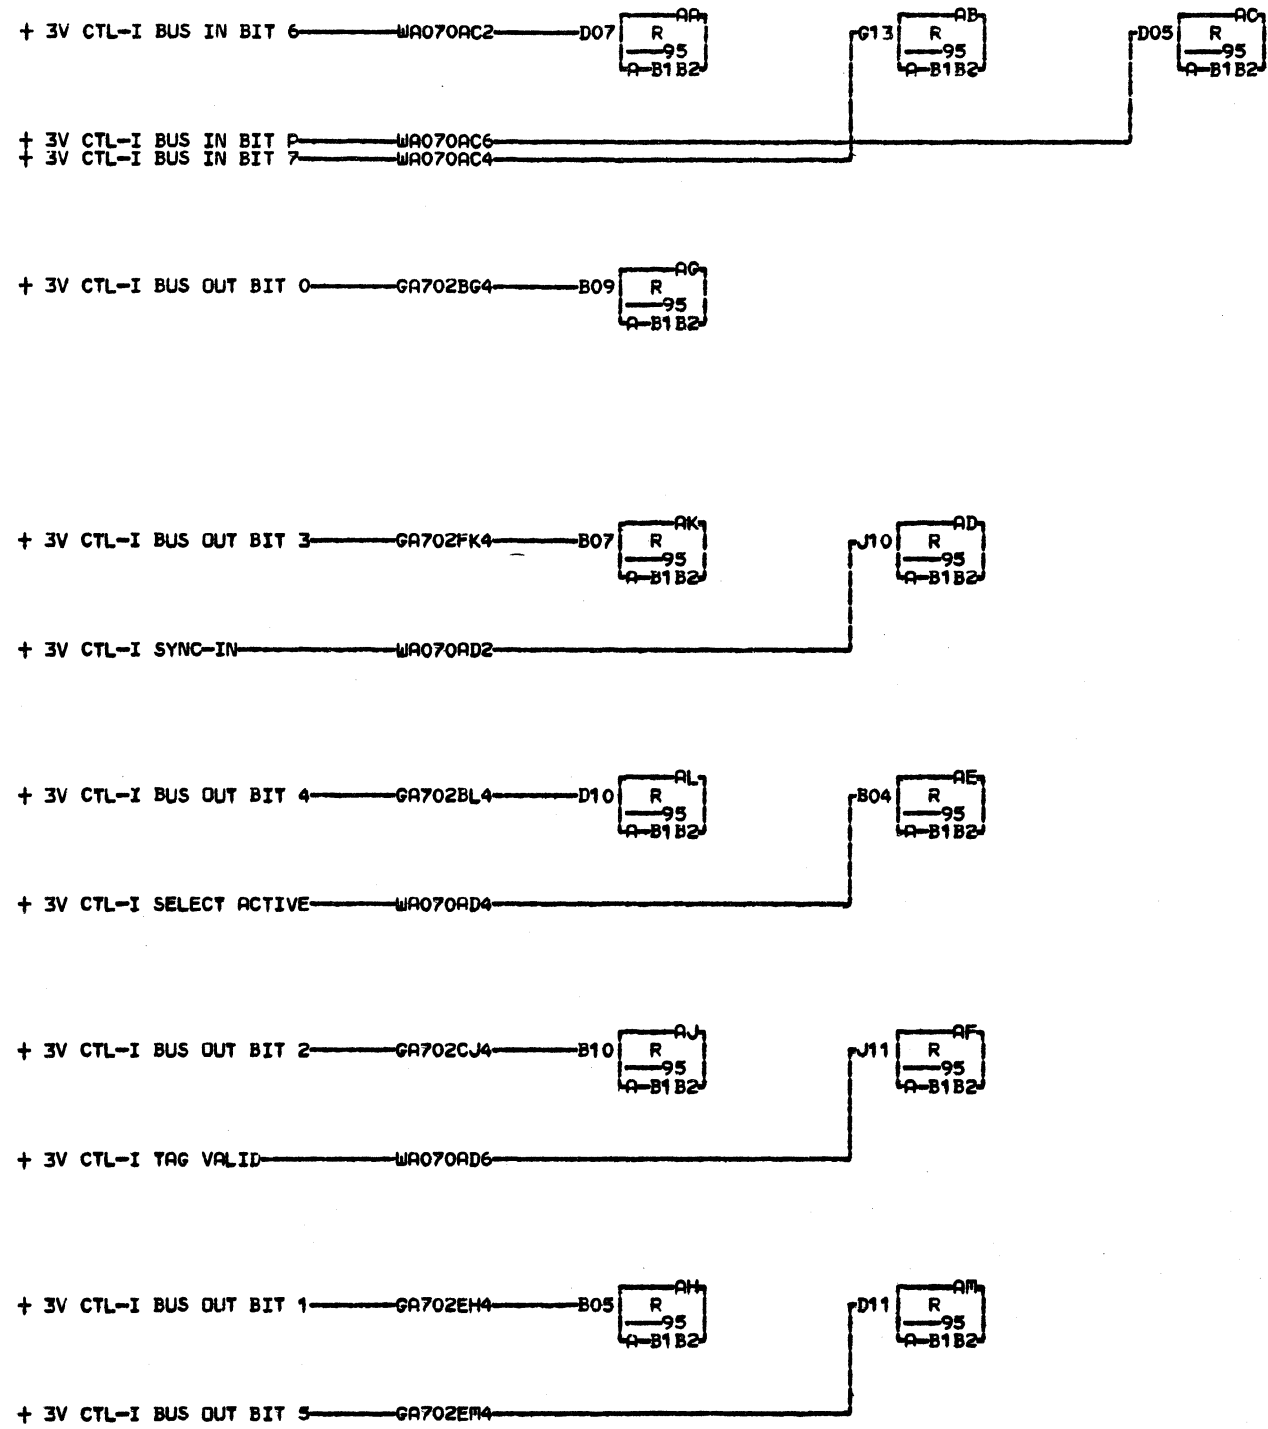 AA AB AC
+ 3V CTL-I BUS IN BIT 6 WA070AC2 D07 R G13 R D05 R
95 95 95
A B1B2 A B1B2 A B1B2
+ 3V CTL-I BUS IN BIT P WA070AC6
+ 3V CTL-I BUS IN BIT 7 WA070AC4
AG
+ 3V CTL-I BUS OUT BIT 0 GA702BG4 B09 R
95
A B1B2
AK AD
+ 3V CTL-I BUS OUT BIT 3 GA702FK4 B07 R J10 R
95 95
A B1B2 A B1B2
+ 3V CTL-I SYNC-IN WA070AD2
AL AE
+ 3V CTL-I BUS OUT BIT 4 GA702BL4 D10 R B04 R
95 95
A B1B2 A B1B2
+ 3V CTL-I SELECT ACTIVE WA070AD4
AJ AF
+ 3V CTL-I BUS OUT BIT 2 GA702CJ4 B10 R J11 R
95 95
A B1B2 A B1B2
+ 3V CTL-I TAG VALID WA070AD6
AH AM
+ 3V CTL-I BUS OUT BIT 1 GA702EH4 B05 R D11 R
95 95
A B1B2 A B1B2
+ 3V CTL-I BUS OUT BIT 5 GA702EM4